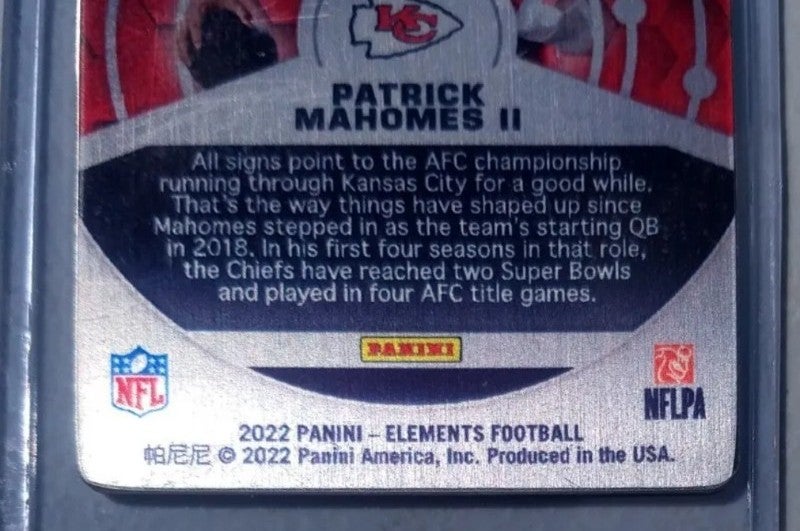 KC
PATRICK
MAHOMES II
All signs point to the AFC championship
running through Kansas City for a good while.
That's the way things have shaped up since
Mahomes stepped in as the team's starting QB
in 2018. In his first four seasons in that role,
the Chiefs have reached two Super Bowls
and played in four AFC title games.
PANINI
NFL
NFLPA
2022 PANINI – ELEMENTS FOOTBALL
帕尼尼 © 2022 Panini America, Inc. Produced in the USA.